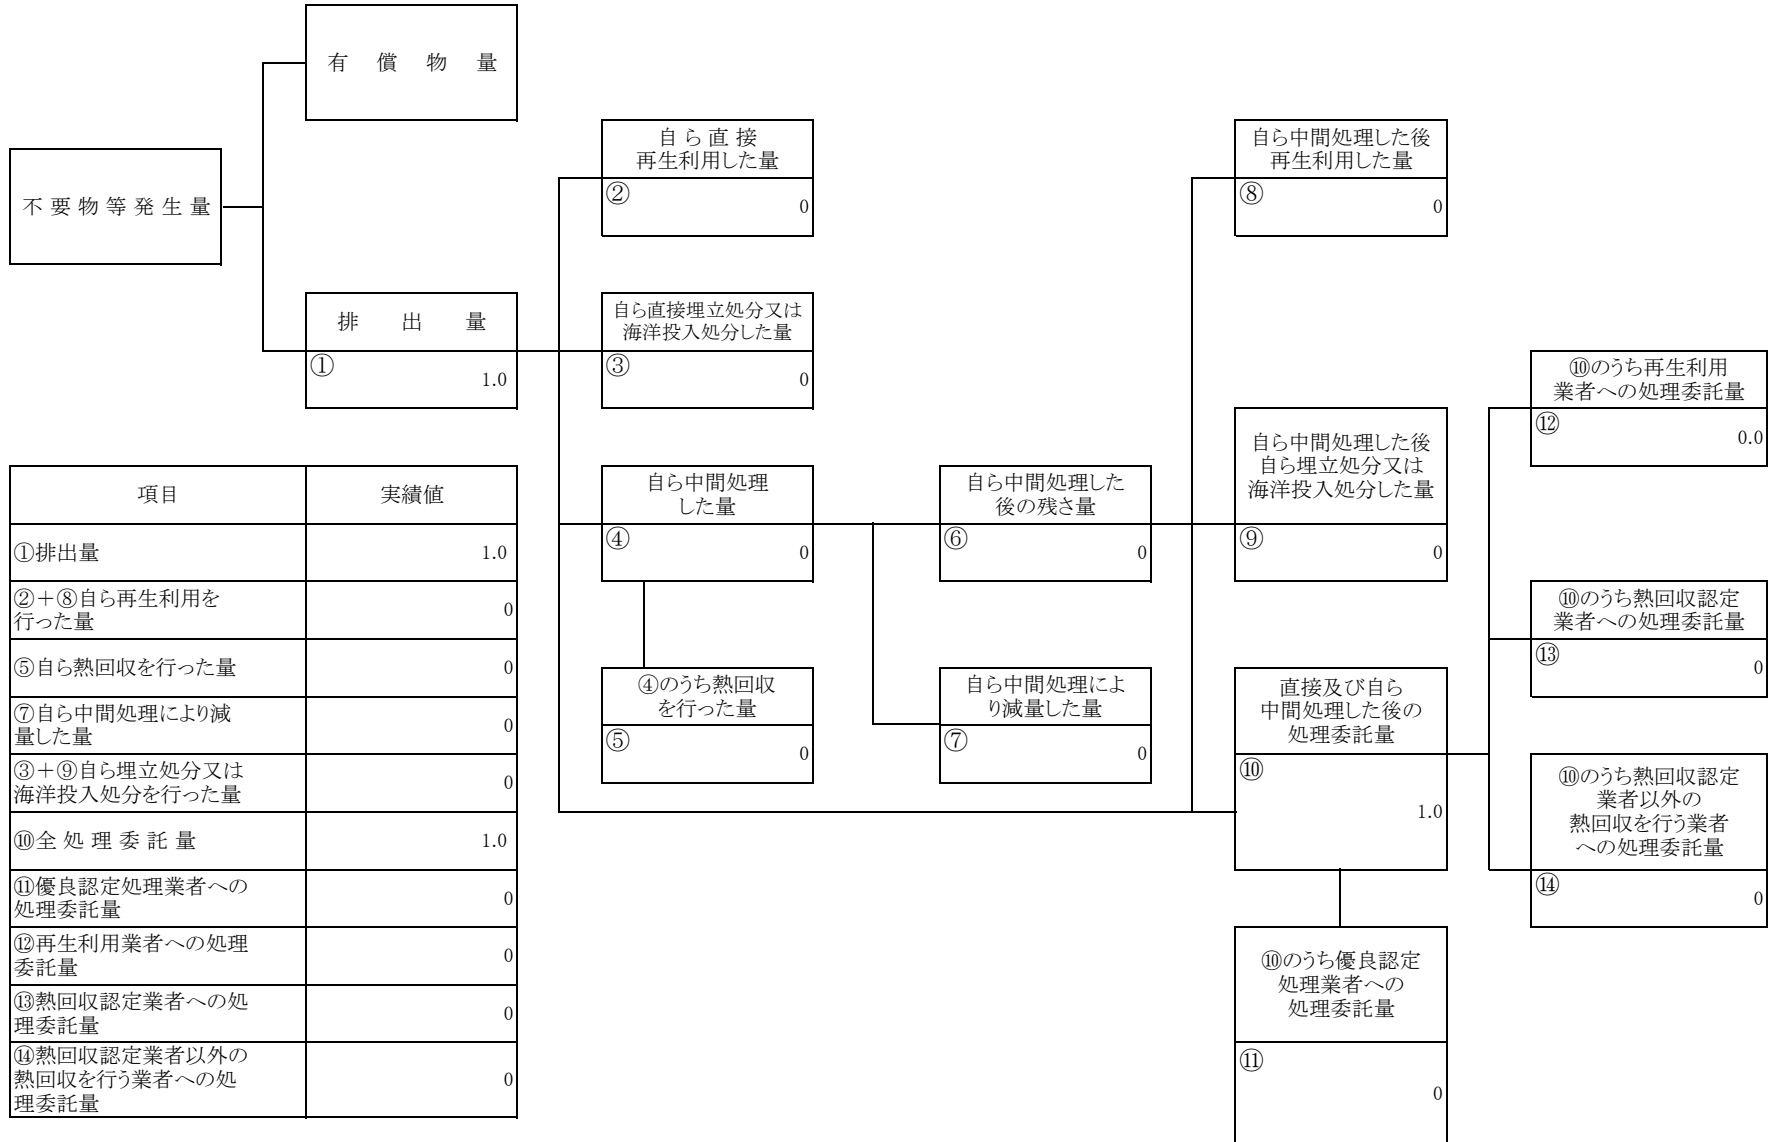 有 償 物 量
不 要 物 等 発 生 量
排 出 量
①
1.0
自 ら 直 接
再生利用した量
②
0
自ら直接埋立処分又は
海洋投入処分した量
③
0
自ら中間処理
した量
④
0
④のうち熱回収
を行った量
⑤
0
自ら中間処理した
後の残さ量
⑥
0
自ら中間処理によ
り減量した量
⑦
0
自ら中間処理した後
再生利用した量
⑧
0
自ら中間処理した後
自ら埋立処分又は
海洋投入処分した量
⑨
0
直接及び自ら
中間処理した後の
処理委託量
⑩
1.0
⑩のうち優良認定
処理業者への
処理委託量
⑪
0
⑩のうち再生利用
業者への処理委託量
⑫
0.0
⑩のうち熱回収認定
業者への処理委託量
⑬
0
⑩のうち熱回収認定
業者以外の
熱回収を行う業者
への処理委託量
⑭
0
項目 実績値
①排出量 1.0
②＋⑧自ら再生利用を
行った量 0
⑤自ら熱回収を行った量 0
⑦自ら中間処理により減
量した量 0
③＋⑨自ら埋立処分又は
海洋投入処分を行った量 0
⑩全 処 理 委 託 量 1.0
⑪優良認定処理業者への
処理委託量 0
⑫再生利用業者への処理
委託量 0
⑬熱回収認定業者への処
理委託量 0
⑭熱回収認定業者以外の
熱回収を行う業者への処
理委託量 0